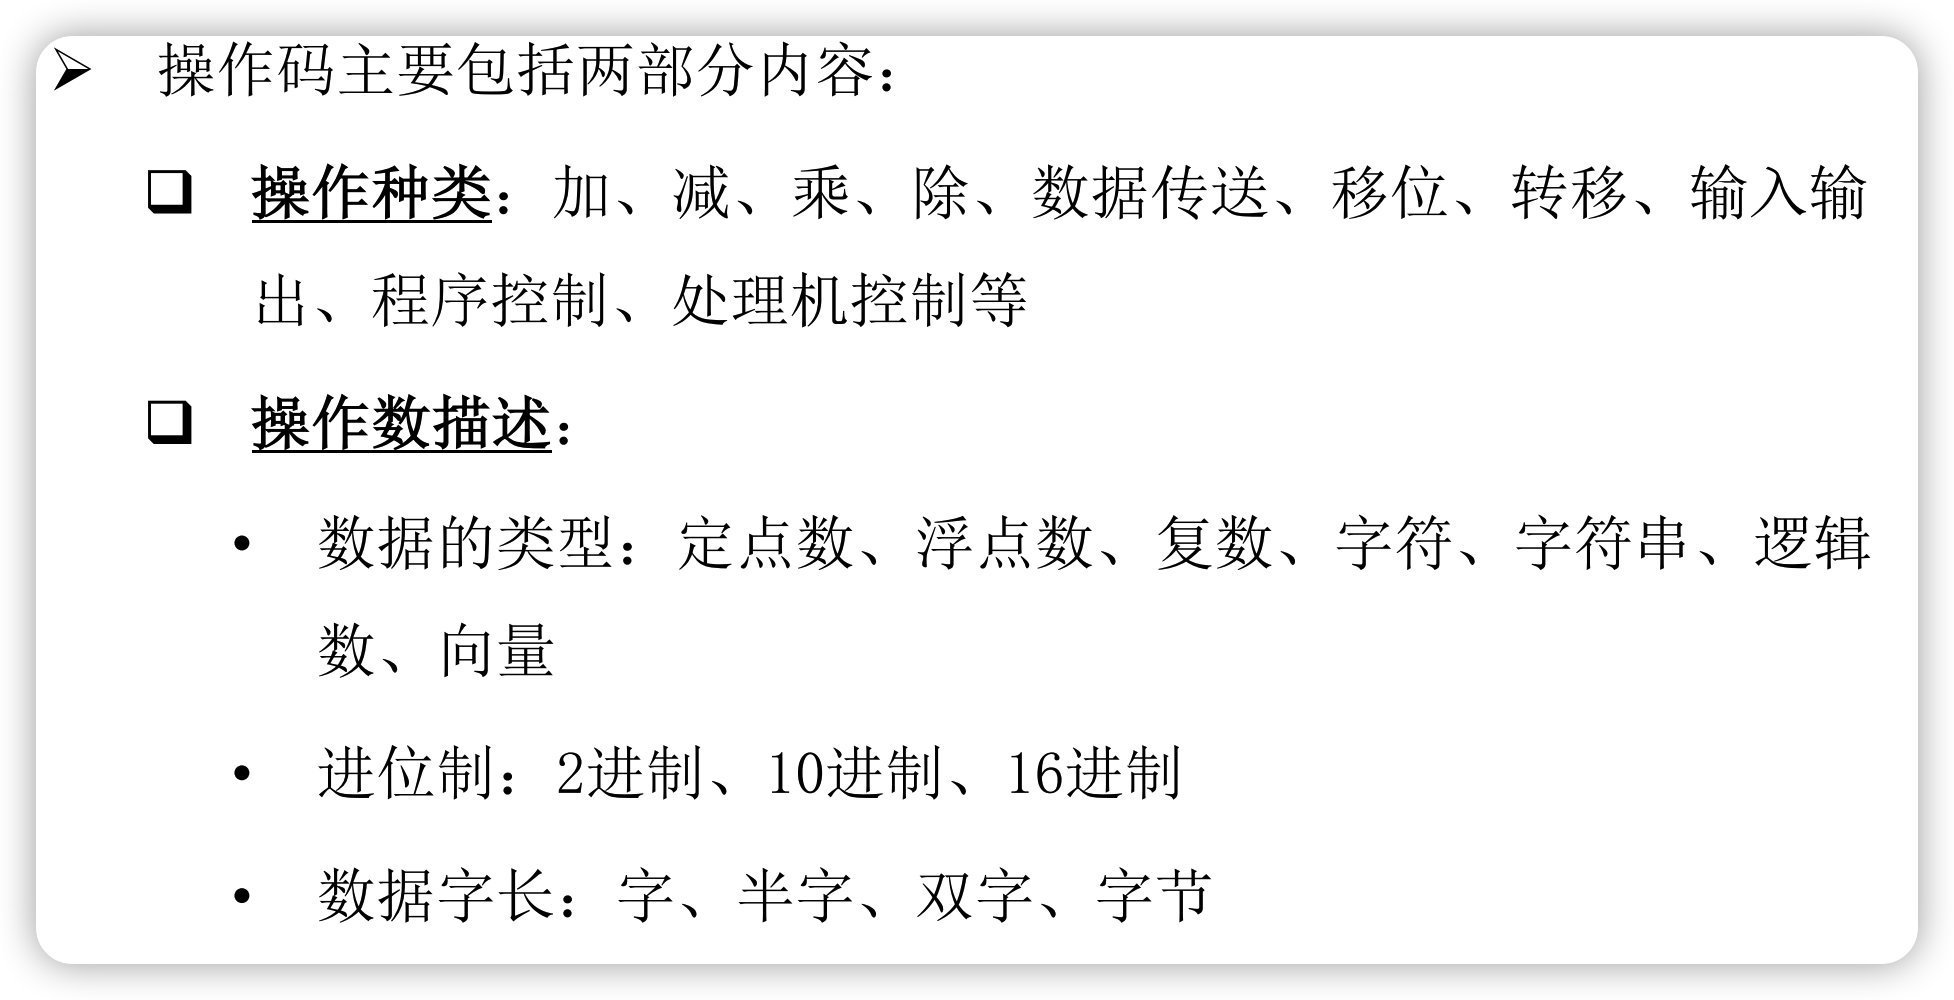 ➢ 操作码主要包括两部分内容：
❑ 操作种类：加、减、乘、除、数据传送、移位、转移、输入输
出、程序控制、处理机控制等
❑ 操作数描述：
• 数据的类型：定点数、浮点数、复数、字符、字符串、逻辑
数、向量
• 进位制：2进制、10进制、16进制
• 数据字长：字、半字、双字、字节